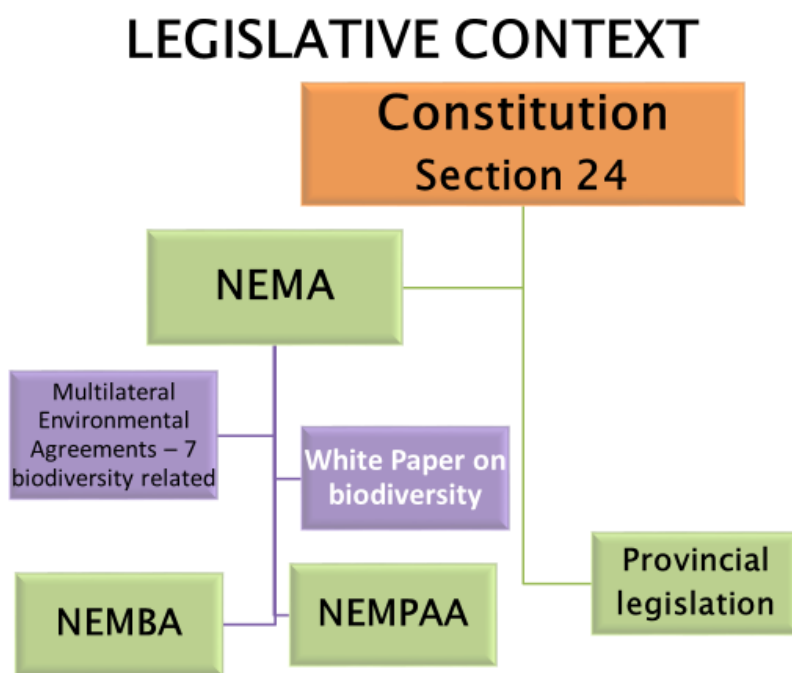 LEGISLATIVE CONTEXT
Constitution
Section 24
NEMA
Multilateral
Environmental
Agreements – 7
biodiversity related
White Paper on
biodiversity
Provincial
legislation
NEMBA
NEMPAA